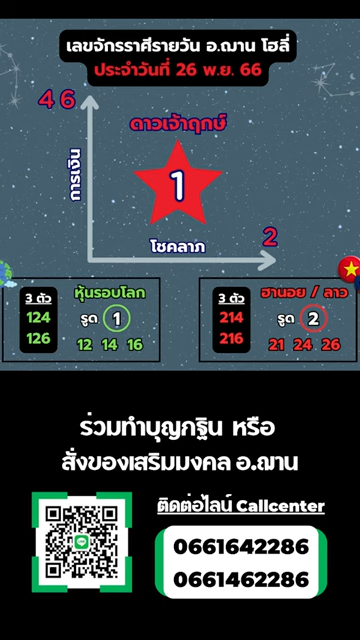 เลขจักรราศีรายวัน อ.ฌาน โฮลี่
ประจำวันที่ 26 พ.ย. 66
4 6
ดาวเจ้าฤกษ์
1
การเงิน
โชคลาภ
2
3 ตัว
124
126
หุ้นรอบโลก
รูด 1
12 14 16
3 ตัว
214
216
ฮานอย / ลาว
รูด 2
21 24 26
ร่วมทำบุญกฐิน หรือ
สั่งของเสริมมงคล อ.ฌาน
ติดต่อไลน์ Callcenter
0661642286
0661462286